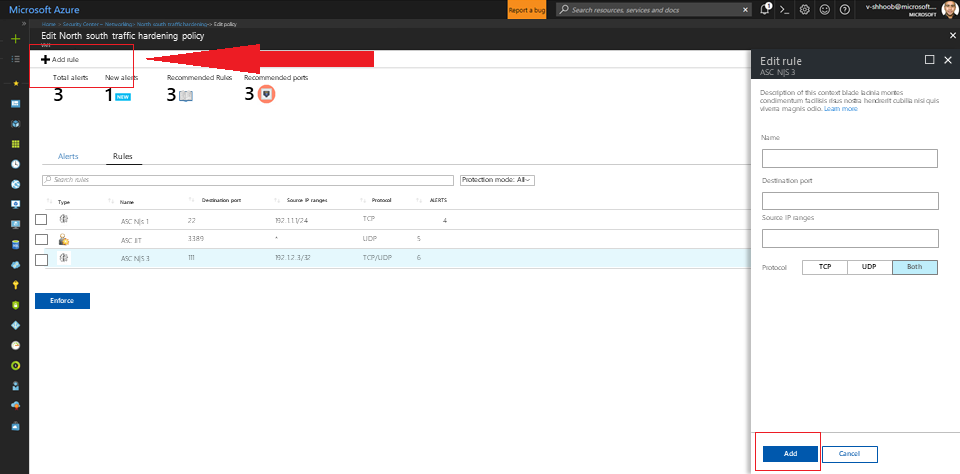 Microsoft Azure
Report a bug
Search resources, services and docs
v-shhoob@microsoft....
MICROSOFT
Home > Security Center > Networking > North south traffic hardening > Edit policy
Edit North south traffic hardening policy
Add rule
Total alerts
New alerts
Recommended Rules
Recommended ports
3
1 NEW
3
3
Alerts
Rules
Search rules
Protection mode: All
Type
Name
Destination port
Source IP ranges
Protocol
ALERTS
ASC N|s 1
22
192.1.1.1/24
TCP
4
ASC JIT
3389
*
UDP
5
ASC N|S 3
111
192.1.2.3/32
TCP/UDP
6
Enforce
Edit rule
ASC N|S 3
Description of this context blade ladnia montes
condimentum facilisis risus nostra hendrerit cubilia nisi quis
viverra magnis odio. Learn more
Name
Destination port
Source IP ranges
Protocol
TCP
UDP
Both
Add
Cancel